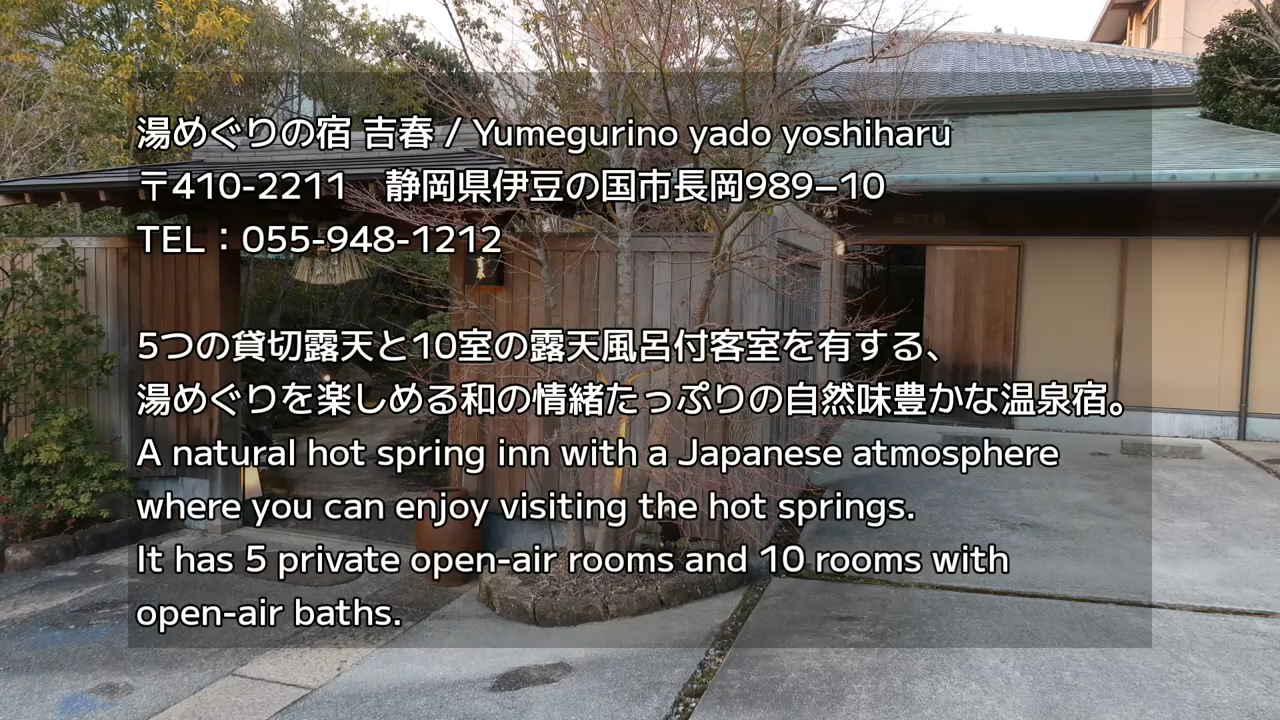 湯めぐりの宿 吉春 / Yumegurino yado yoshiharu
〒410-2211　静岡県伊豆の国市長岡989−10
TEL：055-948-1212
5つの貸切露天と10室の露天風呂付客室を有する、
湯めぐりを楽しめる和の情緒たっぷりの自然味豊かな温泉宿。
A natural hot spring inn with a Japanese atmosphere
where you can enjoy visiting the hot springs.
It has 5 private open-air rooms and 10 rooms with
open-air baths.
吉春